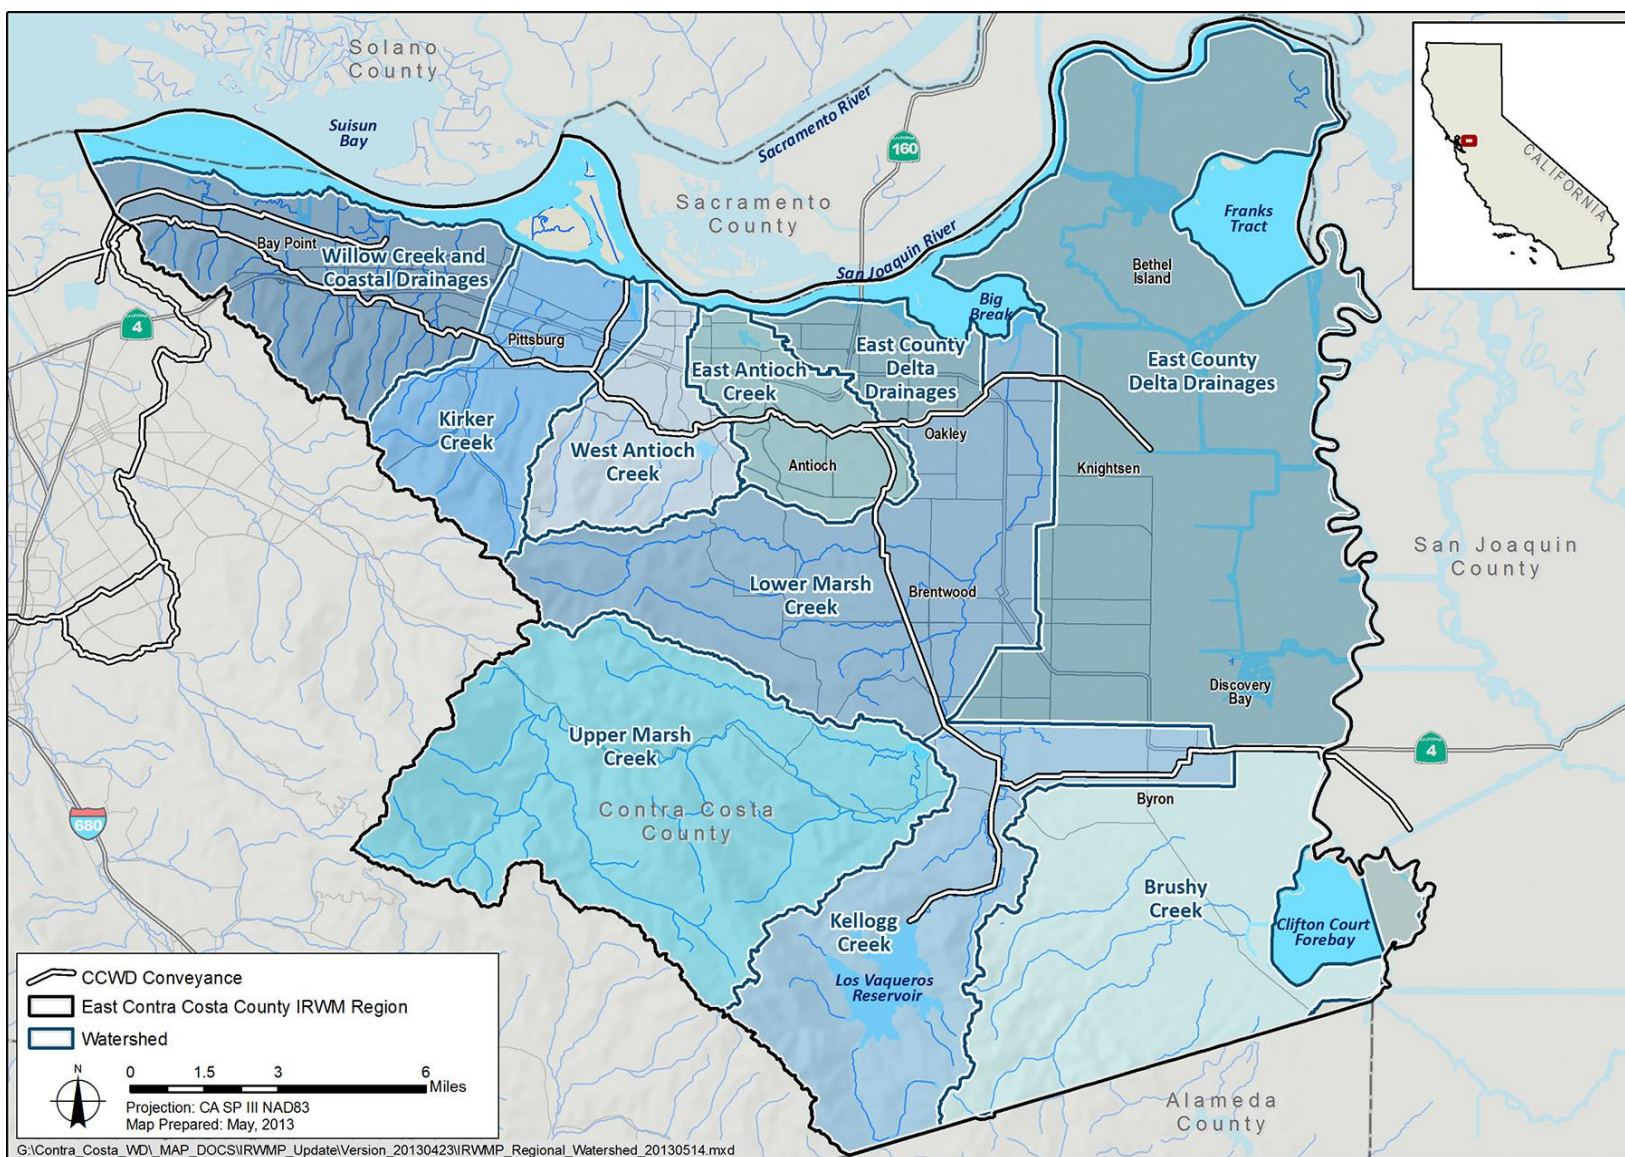 Solano
County
Suisun
Bay
Sacramento River
CALIFORNIA
160
CALIFORNIA
Sacramento
County
San Joaquin River
Franks
Tract
Bethel
Island
Big
Break
Bay Point
Willow Creek and
Coastal Drainages
CALIFORNIA
4
Pittsburg
East County
Delta
Drainages
East County
Delta Drainages
East Antioch
Creek
Kirker
Creek
West Antioch
Creek
Oakley
Antioch
Knightsen
San Joaquin
County
Lower Marsh
Creek
Brentwood
Discovery
Bay
Upper Marsh
Creek
CALIFORNIA
4
Contra Costa
County
Byron
680
Brushy
Creek
Kellogg
Creek
Clifton Court
Forebay
Los Vaqueros
Reservoir
CCWD Conveyance
East Contra Costa County IRWM Region
Watershed
N
0 1.5 3 6
Miles
Projection: CA SP III NAD83
Map Prepared: May, 2013
Alameda
County
G:\Contra_Costa_WD\_MAP_DOCS\IRWMP_Update\Version_20130423\IRWMP_Regional_Watershed_20130514.mxd